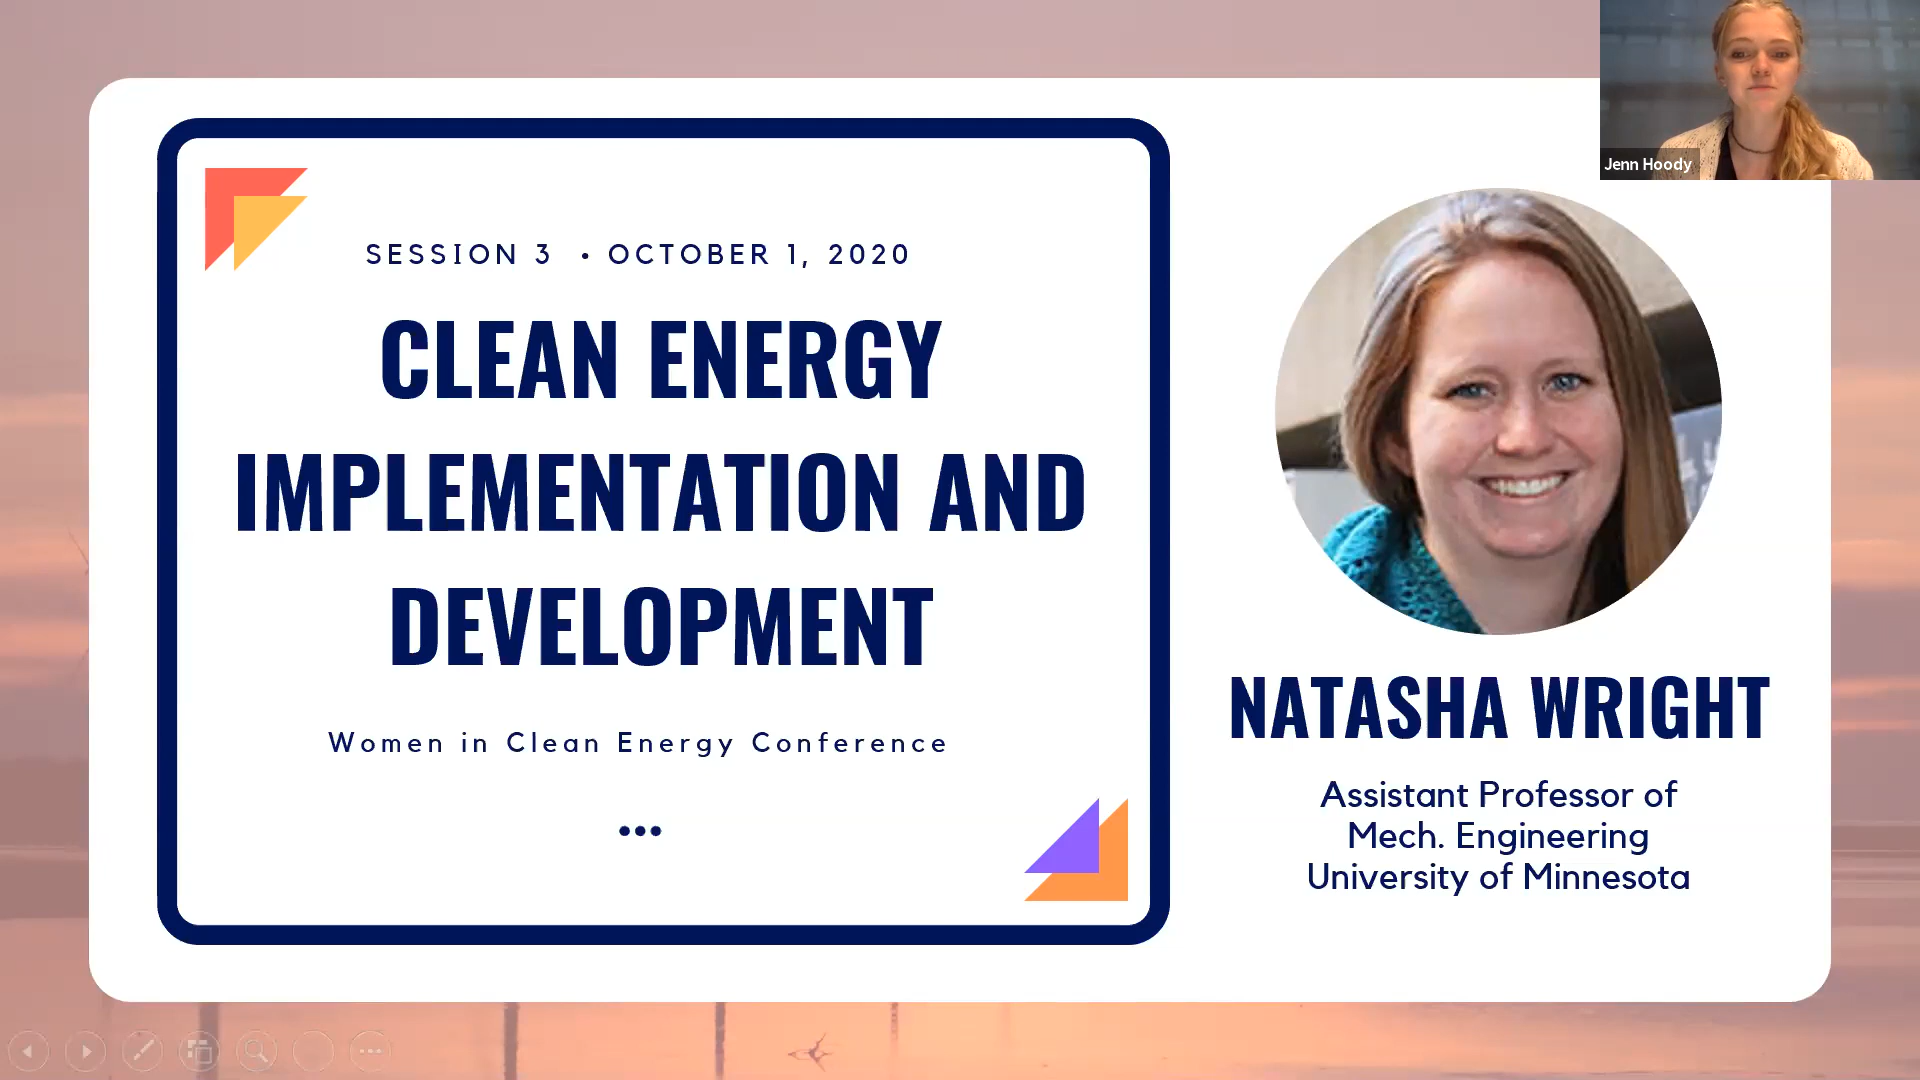 SESSION 3 • OCTOBER 1, 2020
CLEAN ENERGY
IMPLEMENTATION AND
DEVELOPMENT
Women in Clean Energy Conference
Jenn Hoody
NATASHA WRIGHT
Assistant Professor of
Mech. Engineering
University of Minnesota